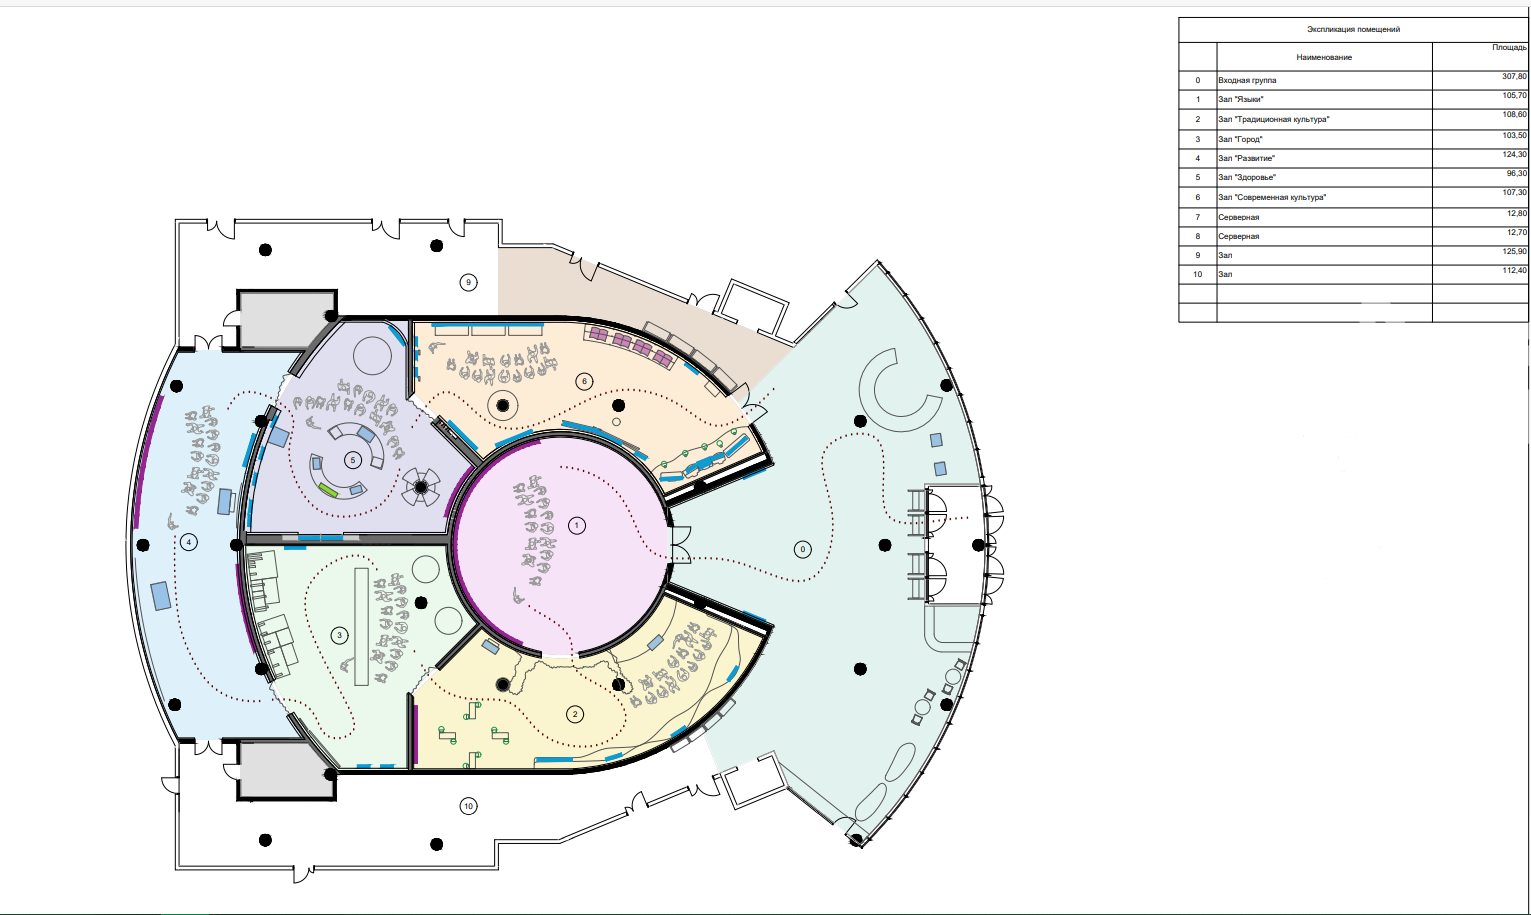 Экспликация помещений
Наименование Площадь
0 Входная группа 307,80
1 Зал "Языки" 105,70
2 Зал "Традиционная культура" 108,60
3 Зал "Город" 103,50
4 Зал "Развитие" 124,30
5 Зал "Здоровье" 96,30
6 Зал "Современная культура" 107,30
7 Серверная 12,80
8 Серверная 12,70
9 Зал 125,90
10 Зал 112,40
9
6
5
1
4
0
3
2
10